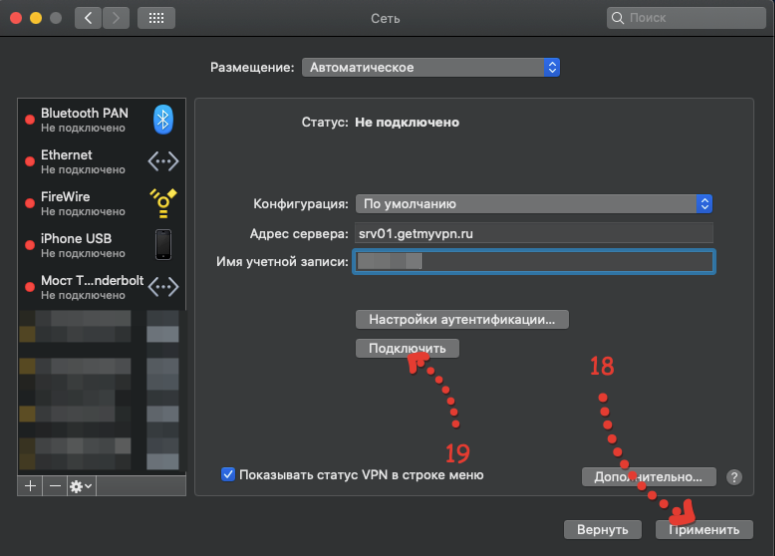 Сеть
Поиск
Размещение: Автоматическое
Bluetooth PAN
Не подключено
Ethernet
Не подключено
FireWire
Не подключено
iPhone USB
Не подключено
Мост T...nderbolt
Не подключено
Статус: Не подключено
Конфигурация: По умолчанию
Адрес сервера: srv01.getmyvpn.ru
Имя учетной записи:
Настройки аутентификации...
Подключить
18
19
Показывать статус VPN в строке меню
Дополнительно... ?
Вернуть Применить